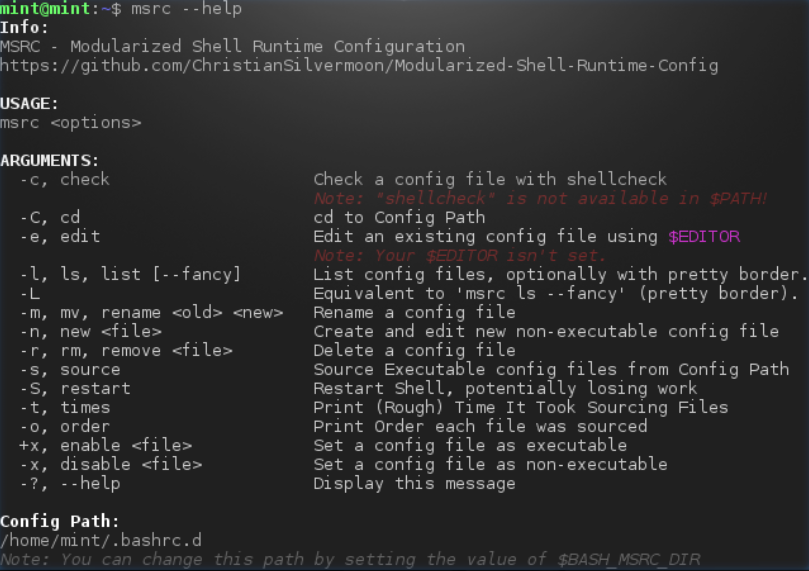 mint@mint:~$ msrc --help
Info:
MSRC - Modularized Shell Runtime Configuration
https://github.com/ChristianSilvermoon/Modularized-Shell-Runtime-Config
USAGE:
msrc <options>
ARGUMENTS:
-c, check Check a config file with shellcheck
Note: "shellcheck" is not available in $PATH!
-C, cd cd to Config Path
-e, edit Edit an existing config file using $EDITOR
Note: Your $EDITOR isn't set.
-l, ls, list [--fancy] List config files, optionally with pretty border.
-L Equivalent to 'msrc ls --fancy' (pretty border).
-m, mv, rename <old> <new> Rename a config file
-n, new <file> Create and edit new non-executable config file
-r, rm, remove <file> Delete a config file
-s, source Source Executable config files from Config Path
-S, restart Restart Shell, potentially losing work
-t, times Print (Rough) Time It Took Sourcing Files
-o, order Print Order each file was sourced
+x, enable <file> Set a config file as executable
-x, disable <file> Set a config file as non-executable
-?, --help Display this message
Config Path:
/home/mint/.bashrc.d
Note: You can change this path by setting the value of $BASH_MSRC_DIR